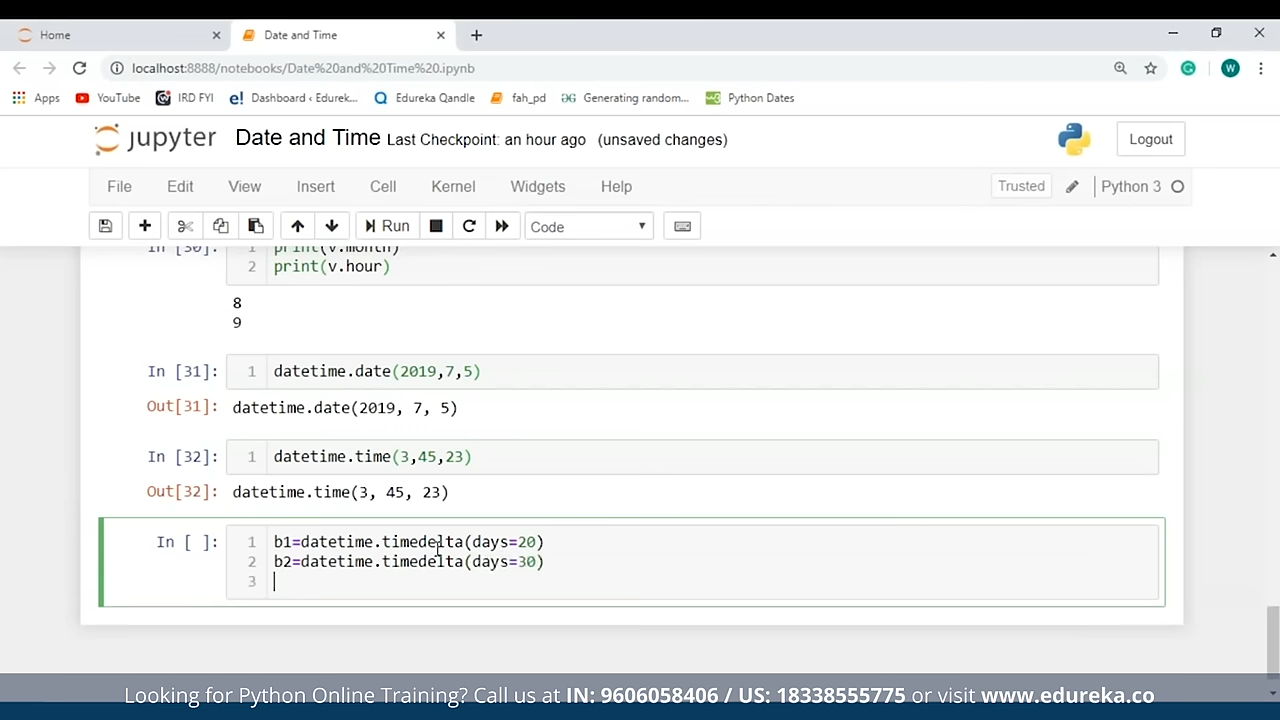 Home
Date and Time
localhost:8888/notebooks/Date%20and%20Time%20.ipynb
Apps YouTube IRD FYI Dashboard ‹ Edurek... Edureka Qandle fah_pd Generating random... Python Dates
jupyter Date and Time Last Checkpoint: an hour ago (unsaved changes) Logout
File Edit View Insert Cell Kernel Widgets Help Trusted Python 3
Run Code
In [30]: 1 print(v.month)
2 print(v.hour)
8
9
In [31]: 1 datetime.date(2019,7,5)
Out[31]: datetime.date(2019, 7, 5)
In [32]: 1 datetime.time(3,45,23)
Out[32]: datetime.time(3, 45, 23)
In [ ]: 1 b1=datetime.timedelta(days=20)
2 b2=datetime.timedelta(days=30)
3
Looking for Python Online Training? Call us at IN: 9606058406 / US: 18338555775 or visit www.edureka.co